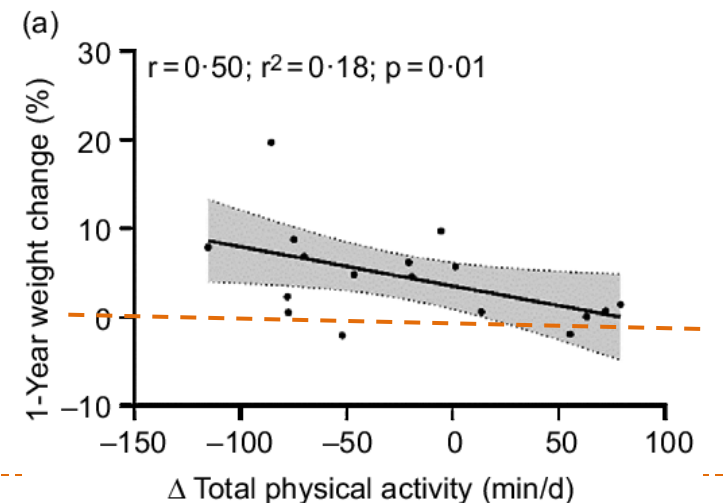 (a)
r=0·50; r2=0·18; p=0·01
1-Year weight change (%)
30
20
10
0
–10
–150
–100
–50
0
50
100
Δ Total physical activity (min/d)